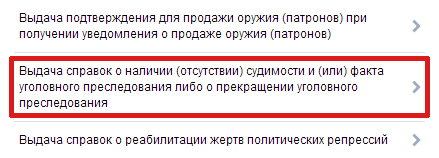 Выдача подтверждения для продажи оружия (патронов) при
получении уведомления о продаже оружия (патронов)
Выдача справок о наличии (отсутствии) судимости и (или) факта
уголовного преследования либо о прекращении уголовного
преследования
Выдача справок о реабилитации жертв политических репрессий